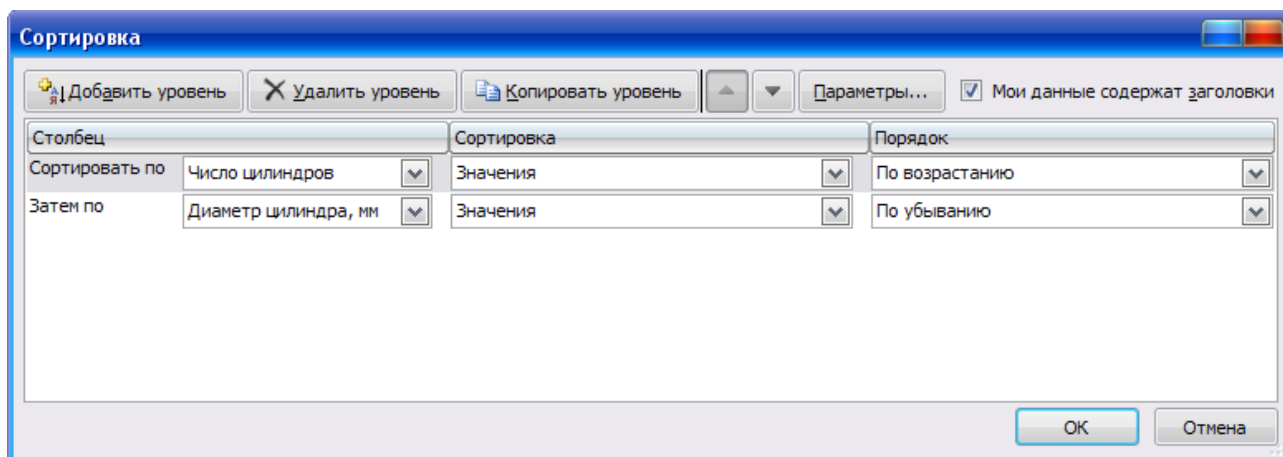 Сортировка
Добавить уровень Удалить уровень Копировать уровень Параметры... Мои данные содержат заголовки
Столбец Сортировка Порядок
Сортировать по Число цилиндров Значения По возрастанию
Затем по Диаметр цилиндра, мм Значения По убыванию
ОК Отмена